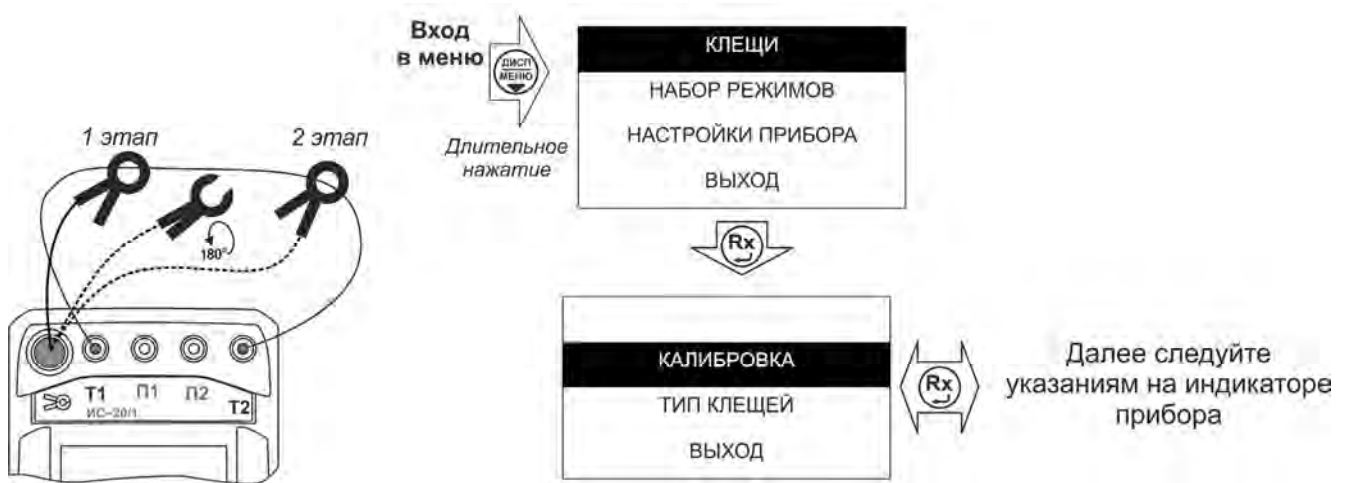 Вход
в меню
ДИСП
МЕНЮ
Длительное
нажатие
КЛЕЩИ
НАБОР РЕЖИМОВ
НАСТРОЙКИ ПРИБОРА
ВЫХОД
1 этап
2 этап
180°
Rx
T1
П1
П2
T2
ИС-20/1
КАЛИБРОВКА
ТИП КЛЕЩЕЙ
ВЫХОД
Rx
Далее следуйте
указаниям на индикаторе
прибора